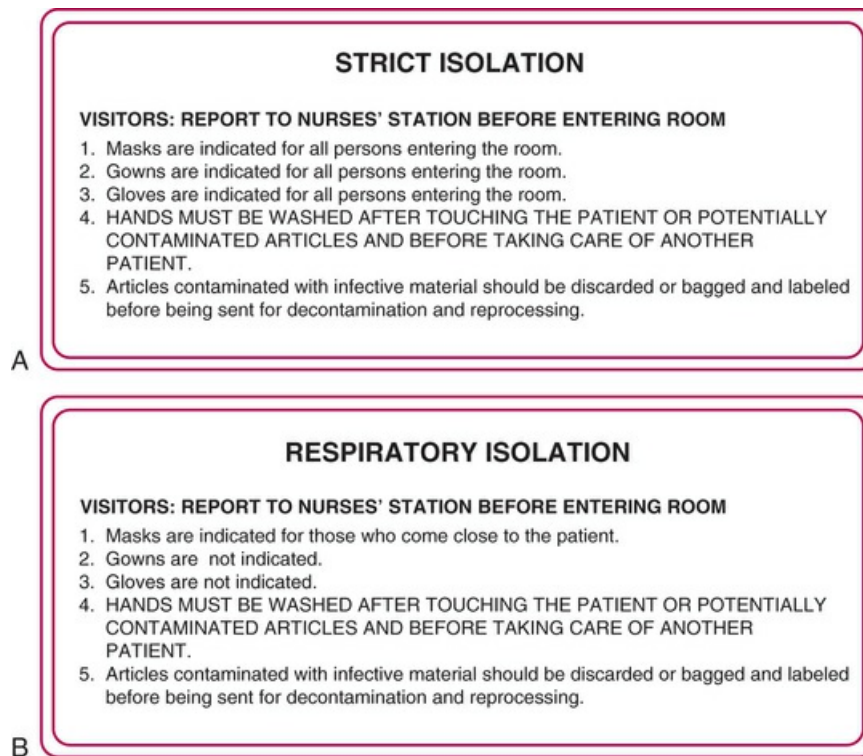 STRICT ISOLATION
VISITORS: REPORT TO NURSES' STATION BEFORE ENTERING ROOM
1. Masks are indicated for all persons entering the room.
2. Gowns are indicated for all persons entering the room.
3. Gloves are indicated for all persons entering the room.
4. HANDS MUST BE WASHED AFTER TOUCHING THE PATIENT OR POTENTIALLY
CONTAMINATED ARTICLES AND BEFORE TAKING CARE OF ANOTHER
PATIENT.
5. Articles contaminated with infective material should be discarded or bagged and labeled
before being sent for decontamination and reprocessing.
A
RESPIRATORY ISOLATION
VISITORS: REPORT TO NURSES' STATION BEFORE ENTERING ROOM
1. Masks are indicated for those who come close to the patient.
2. Gowns are not indicated.
3. Gloves are not indicated.
4. HANDS MUST BE WASHED AFTER TOUCHING THE PATIENT OR POTENTIALLY
CONTAMINATED ARTICLES AND BEFORE TAKING CARE OF ANOTHER
PATIENT.
5. Articles contaminated with infective material should be discarded or bagged and labeled
before being sent for decontamination and reprocessing.
B